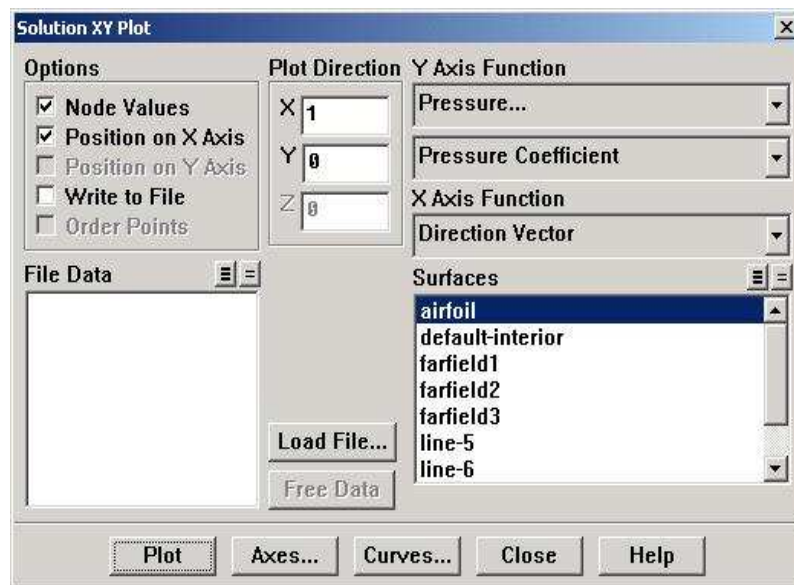 Solution XY Plot
Options
Node Values
Position on X Axis
Position on Y Axis
Write to File
Order Points
Plot Direction
X 1
Y 0
Z 0
Y Axis Function
Pressure...
Pressure Coefficient
X Axis Function
Direction Vector
File Data
Surfaces
airfoil
default-interior
farfield1
farfield2
farfield3
line-5
line-6
Load File...
Free Data
Plot
Axes...
Curves...
Close
Help